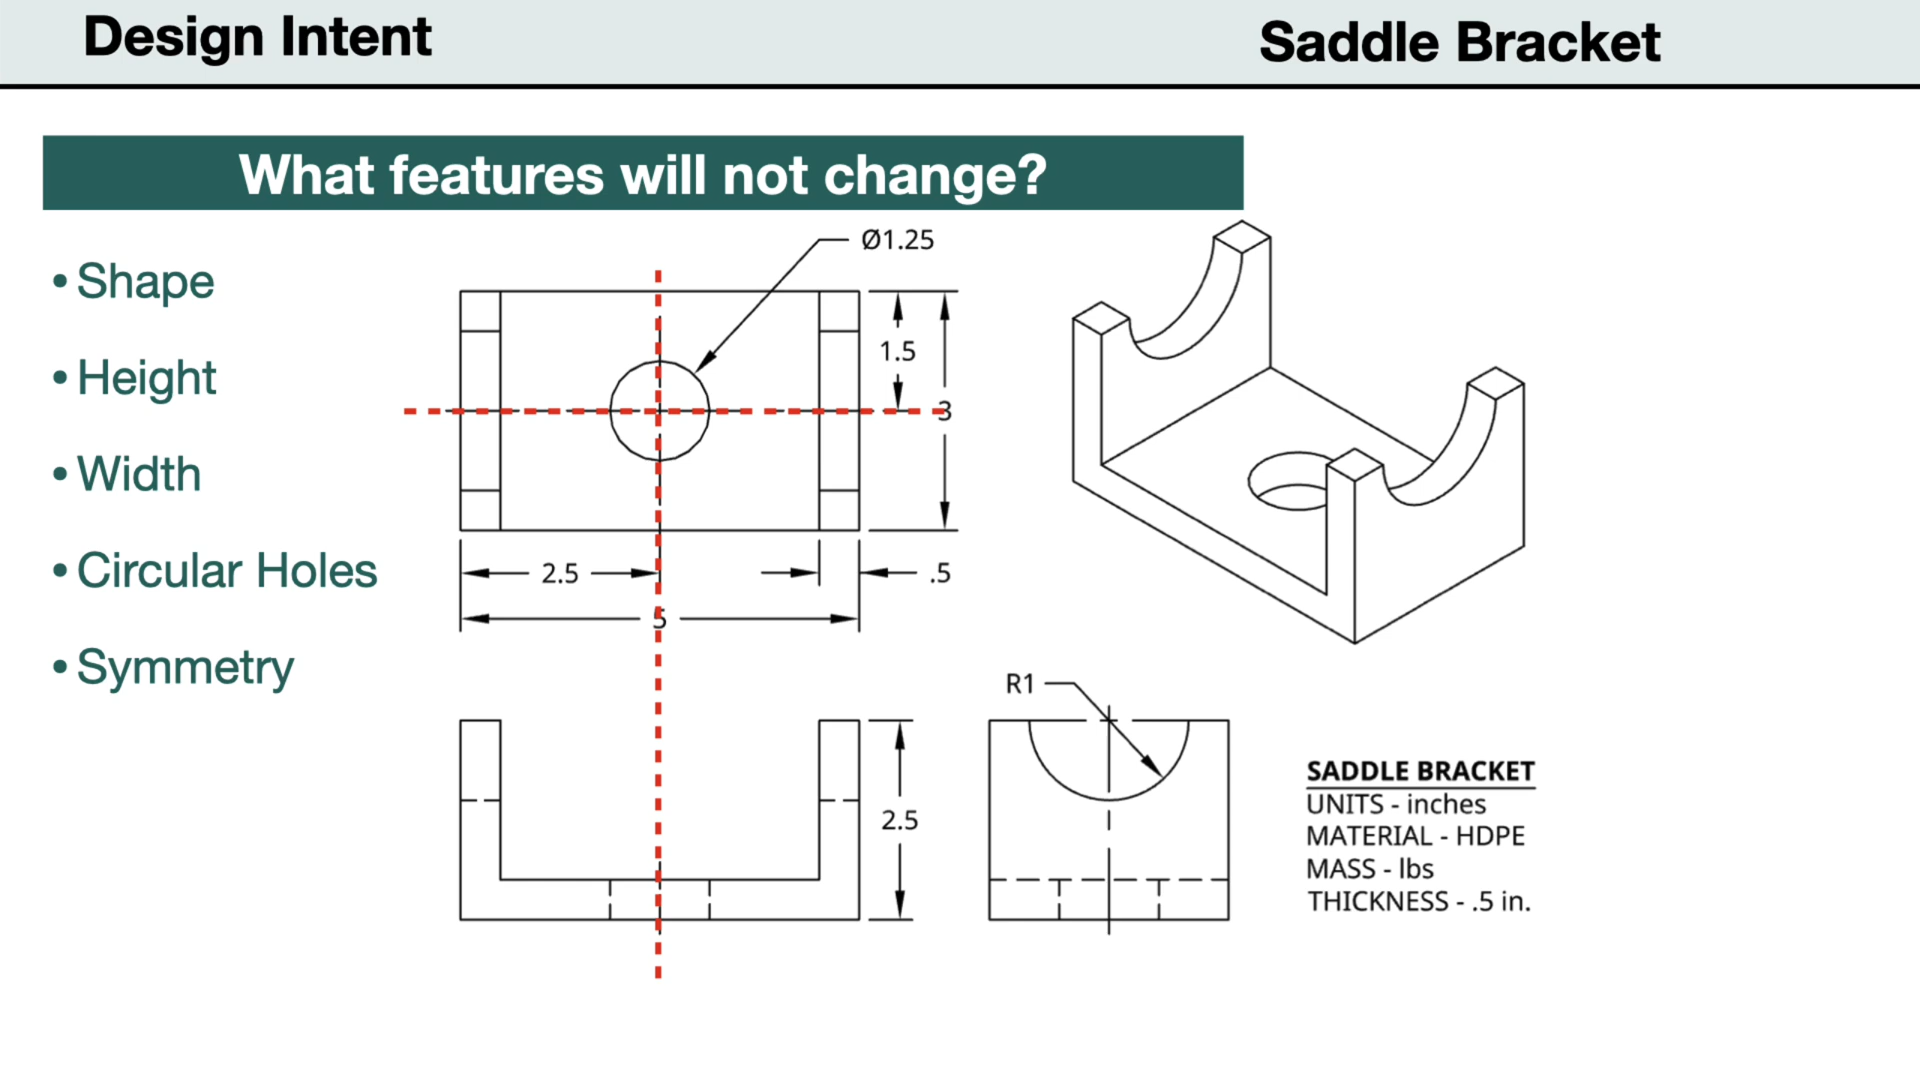 Design Intent
Saddle Bracket
What features will not change?
• Shape
• Height
• Width
• Circular Holes
• Symmetry
Ø1.25
1.5
3
2.5
.5
5
R1
2.5
SADDLE BRACKET
UNITS - inches
MATERIAL - HDPE
MASS - lbs
THICKNESS - .5 in.